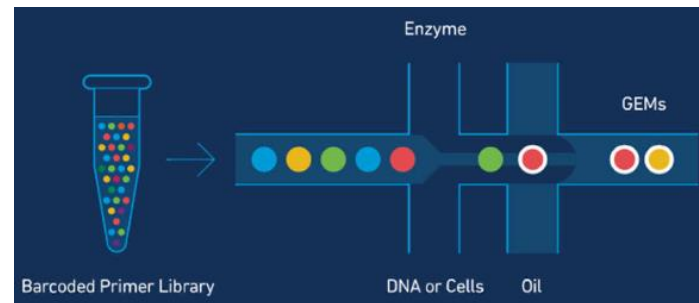 Enzyme
GEMs
Barcoded Primer Library
DNA or Cells
Oil